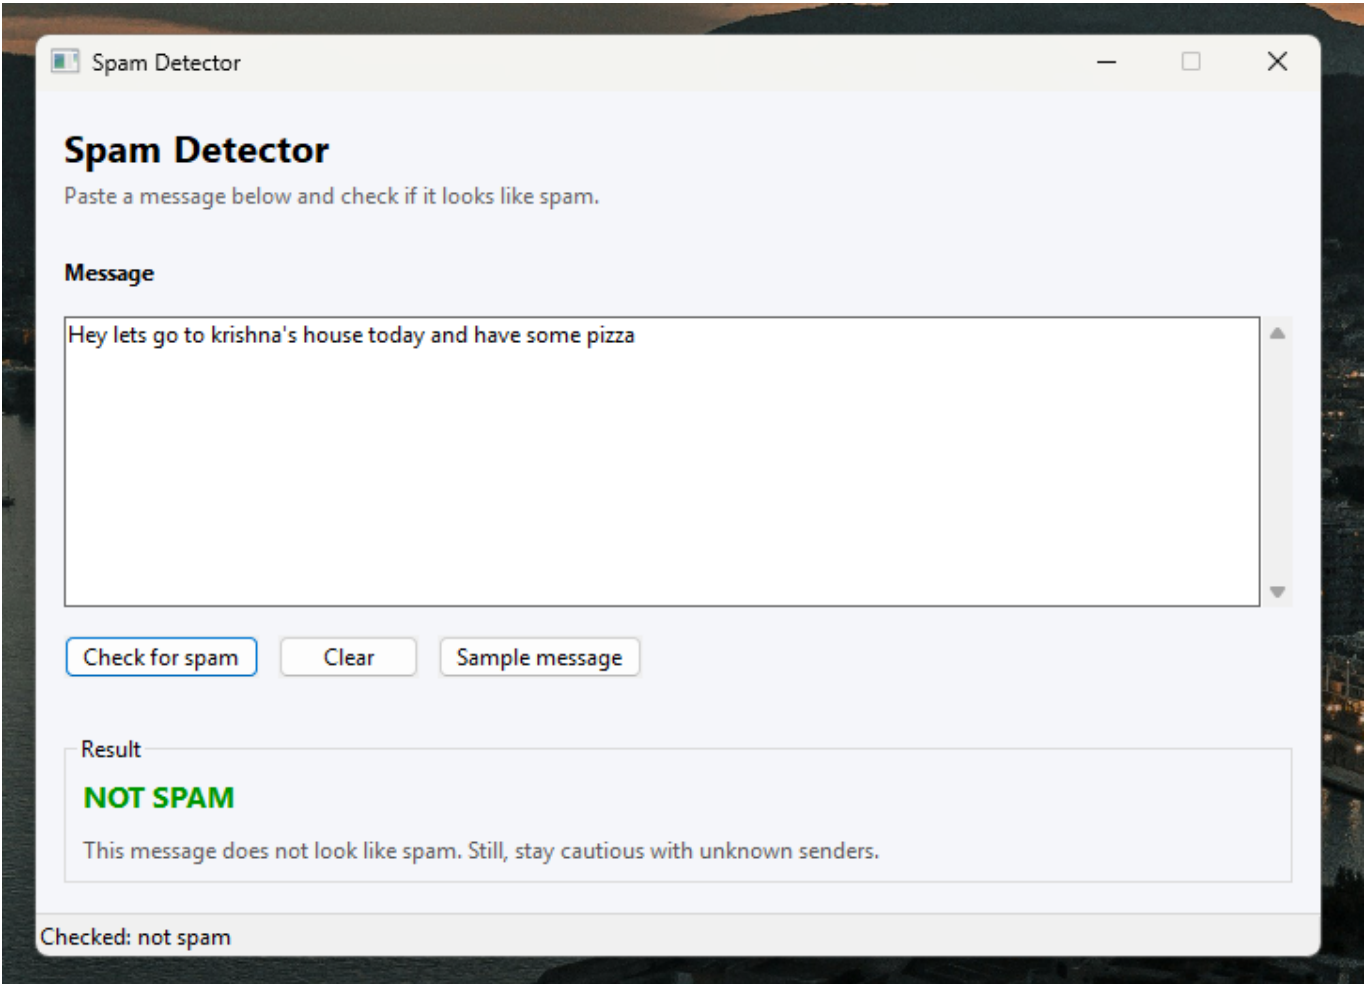 Spam Detector
Spam Detector
Paste a message below and check if it looks like spam.
Message
Hey lets go to krishna's house today and have some pizza
Check for spam Clear Sample message
Result
NOT SPAM
This message does not look like spam. Still, stay cautious with unknown senders.
Checked: not spam